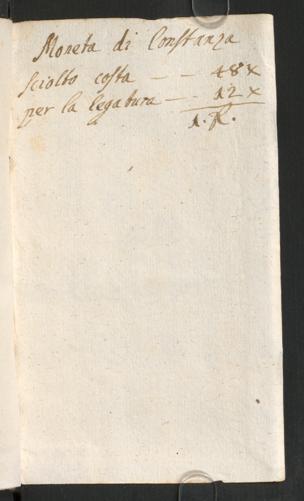 Moneta di Constanza
Sciolto costa — — 48 x
per la legatura — 12 x
1. fl.